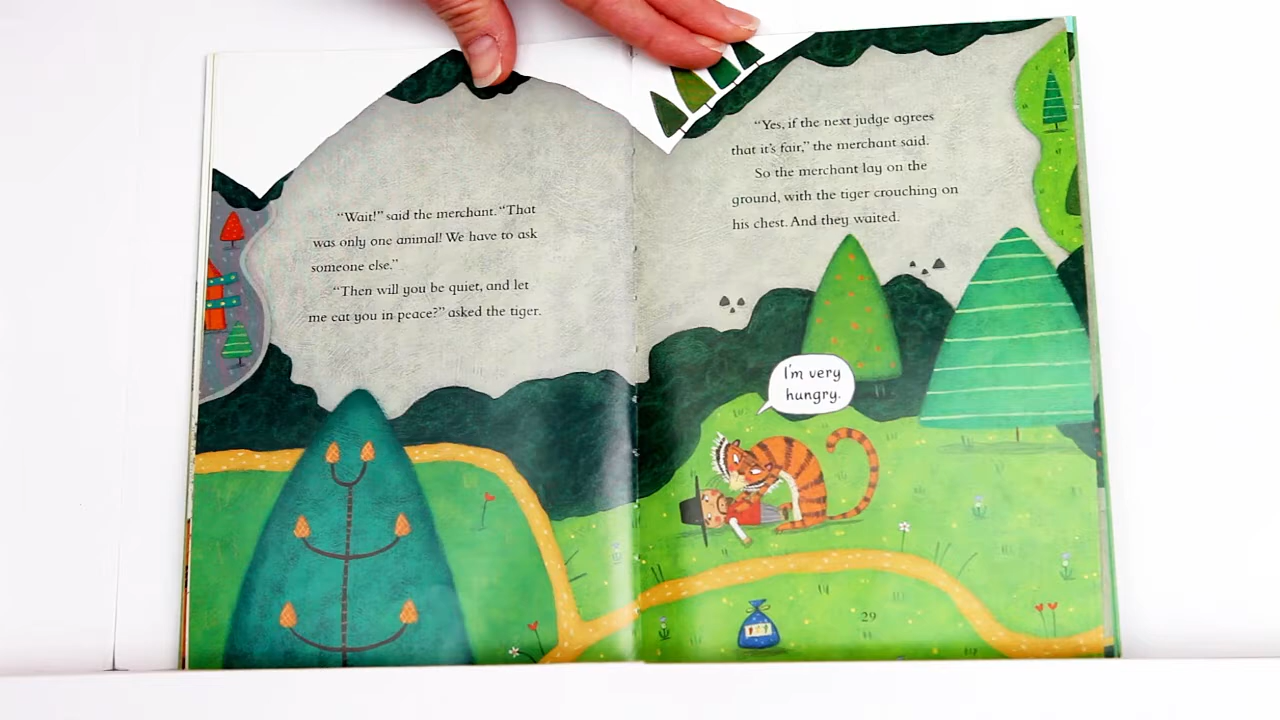 “Wait!” said the merchant. “That
was only one animal! We have to ask
someone else.”
“Then will you be quiet, and let
me eat you in peace?” asked the tiger.
“Yes, if the next judge agrees
that it’s fair,” the merchant said.
So the merchant lay on the
ground, with the tiger crouching on
his chest. And they waited.
I’m very
hungry.
29